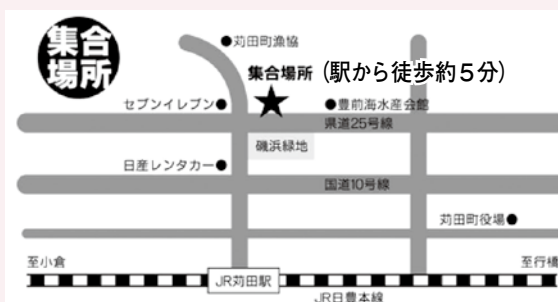 集合
場所
●苅田町漁協
集合場所（駅から徒歩約5分）
セブンイレブン●
●豊前海水産会館
県道25号線
磯浜緑地
日産レンタカー●
国道10号線
苅田町役場●
至小倉
至行橋
JR苅田駅
JR日豊本線